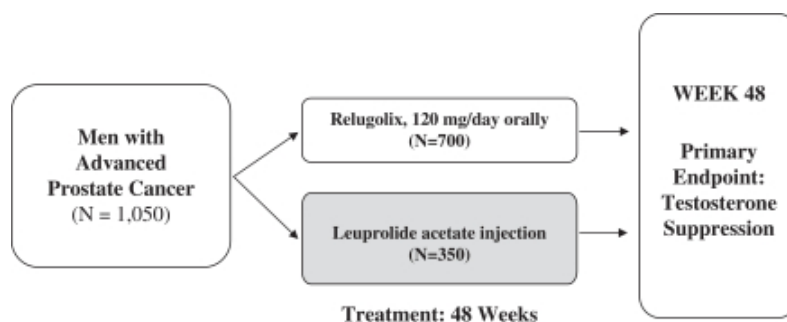 Men with
Advanced
Prostate Cancer
(N = 1,050)
Relugolix, 120 mg/day orally
(N=700)
Leuprolide acetate injection
(N=350)
Treatment: 48 Weeks
WEEK 48
Primary
Endpoint:
Testosterone
Suppression